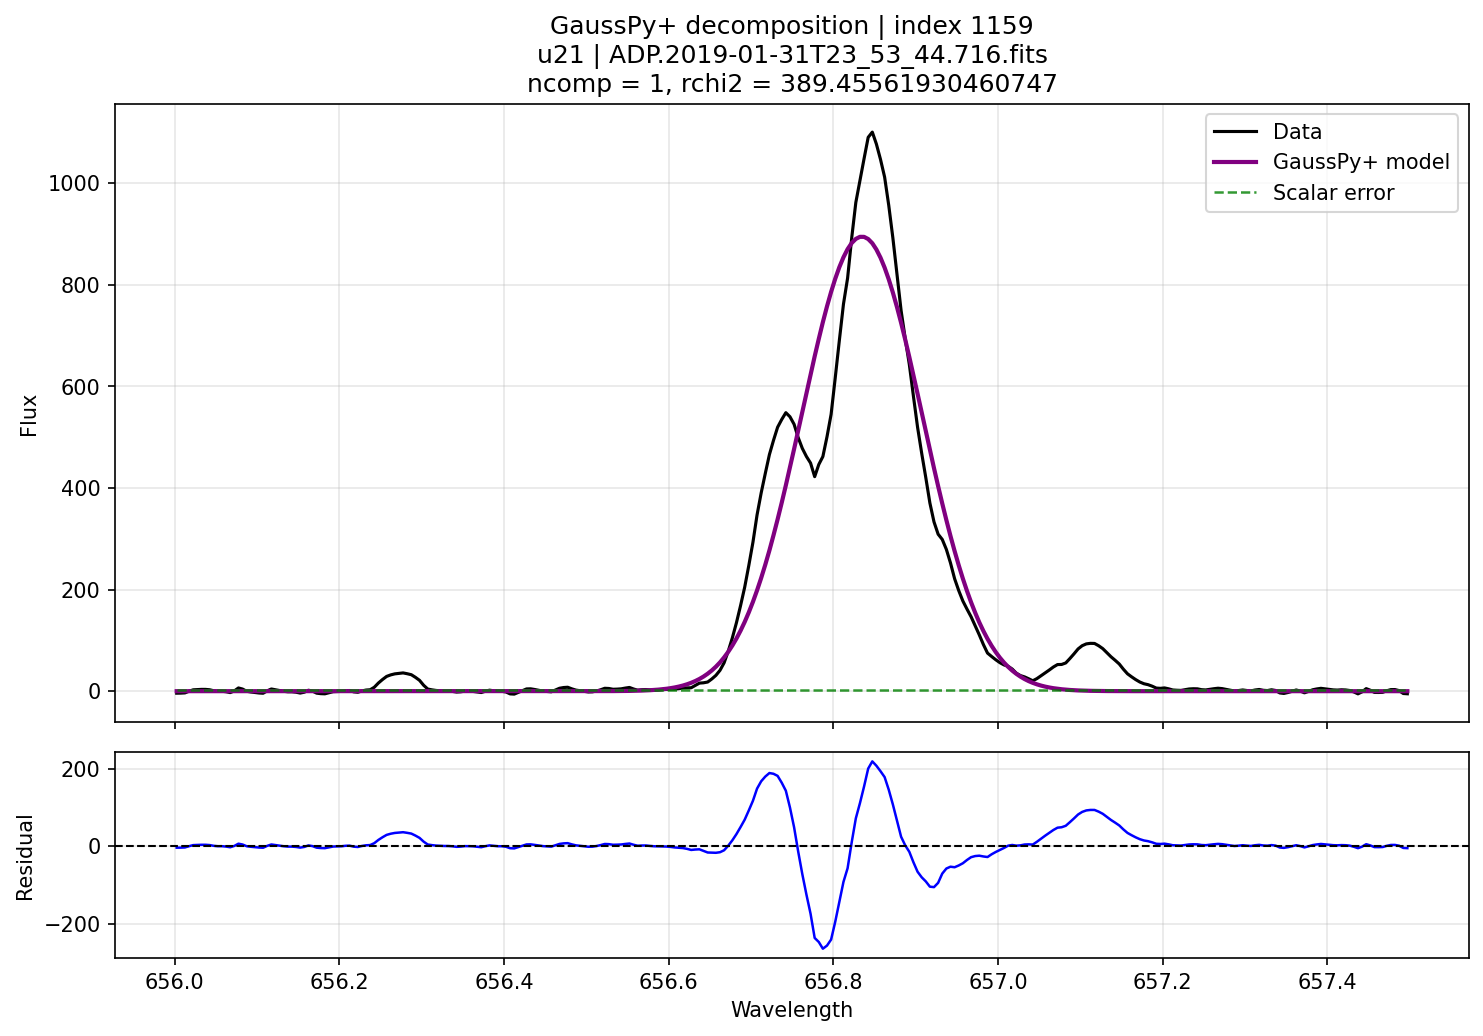 GaussPy+ decomposition | index 1159
u21 | ADP.2019-01-31T23_53_44.716.fits
ncomp = 1, rchi2 = 389.45561930460747
Data
GaussPy+ model
Scalar error
Flux
1000
800
600
400
200
0
Residual
200
0
−200
656.0 656.2 656.4 656.6 656.8 657.0 657.2 657.4
Wavelength